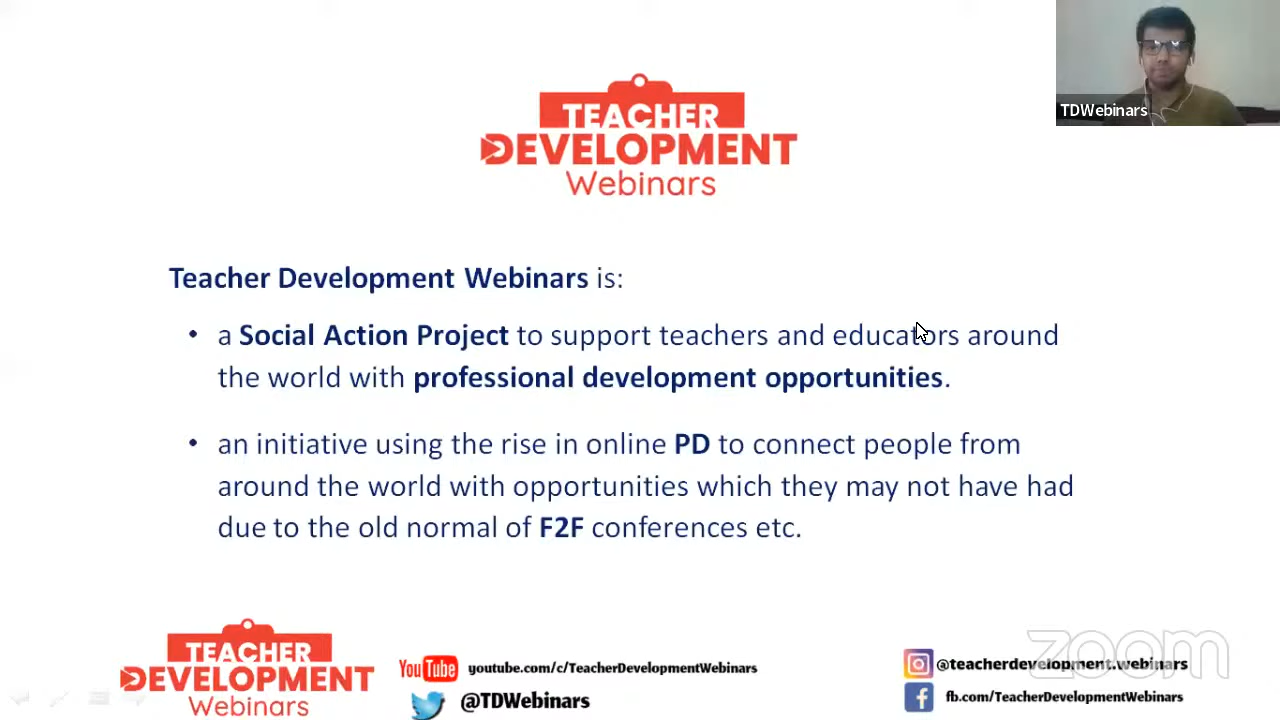 TDWebinars
TEACHER
DEVELOPMENT
Webinars
Teacher Development Webinars is:
• a Social Action Project to support teachers and educators around
the world with professional development opportunities.
• an initiative using the rise in online PD to connect people from
around the world with opportunities which they may not have had
due to the old normal of F2F conferences etc.
TEACHER
DEVELOPMENT
Webinars
YouTube youtube.com/c/TeacherDevelopmentWebinars
@TDWebinars
@teacherdevelopment.webinars
fb.com/TeacherDevelopmentWebinars
zoom